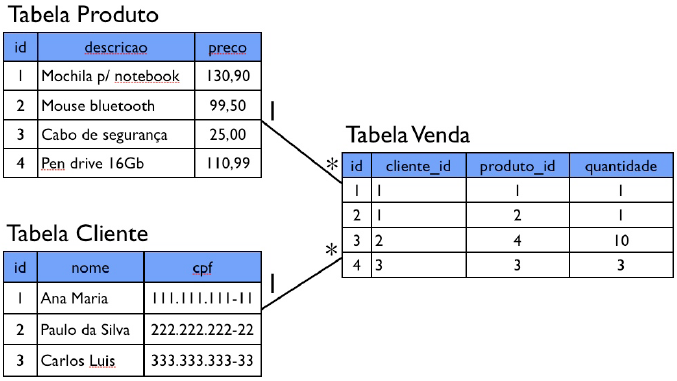 Tabela Produto
id descricao preco
1 Mochila p/ notebook 130,90
2 Mouse bluetooth 99,50
3 Cabo de segurança 25,00
4 Pen drive 16Gb 110,99
1
*
Tabela Venda
id cliente_id produto_id quantidade
1 1 1 1
2 1 2 1
3 2 4 10
4 3 3 3
Tabela Cliente
id nome cpf
1 Ana Maria 111.111.111-11
2 Paulo da Silva 222.222.222-22
3 Carlos Luis 333.333.333-33
1
*